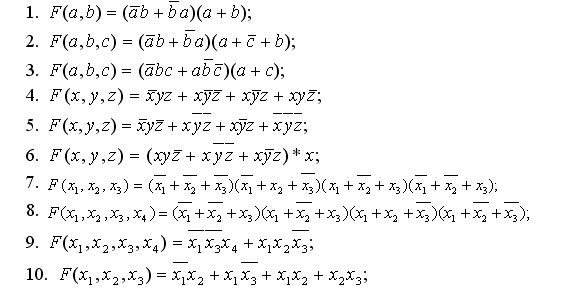 1. F(a,b) = (a̅b + b̅a)(a + b);
2. F(a,b,c) = (a̅b + b̅a)(a + c̅ + b);
3. F(a,b,c) = (a̅bc + ab̅c̅)(a + c);
4. F(x,y,z) = x̅yz + xy̅z̅ + xy̅z + xyz̅;
5. F(x,y,z) = x̅yz̅ + xy̅z̅ + xy̅z + x̅y̅z̅;
6. F(x,y,z) = (xyz̅ + xy̅z̅ + xy̅z) * x;
7. F(x₁,x₂,x₃) = (x̅₁ + x̅₂ + x̅₃)(x̅₁ + x₂ + x̅₃)(x₁ + x̅₂ + x₃)(x̅₁ + x̅₂ + x₃);
8. F(x₁,x₂,x₃,x₄) = (x̅₁ + x̅₂ + x₃)(x₁ + x̅₂ + x₃)(x₁ + x₂ + x̅₃)(x₁ + x̅₂ + x̅₃);
9. F(x₁,x₂,x₃,x₄) = x̅₁x̅₃x₄ + x₁x₂x̅₃;
10. F(x₁,x₂,x₃) = x̅₁x₂ + x₁x̅₃ + x₁x₂ + x₂x₃;